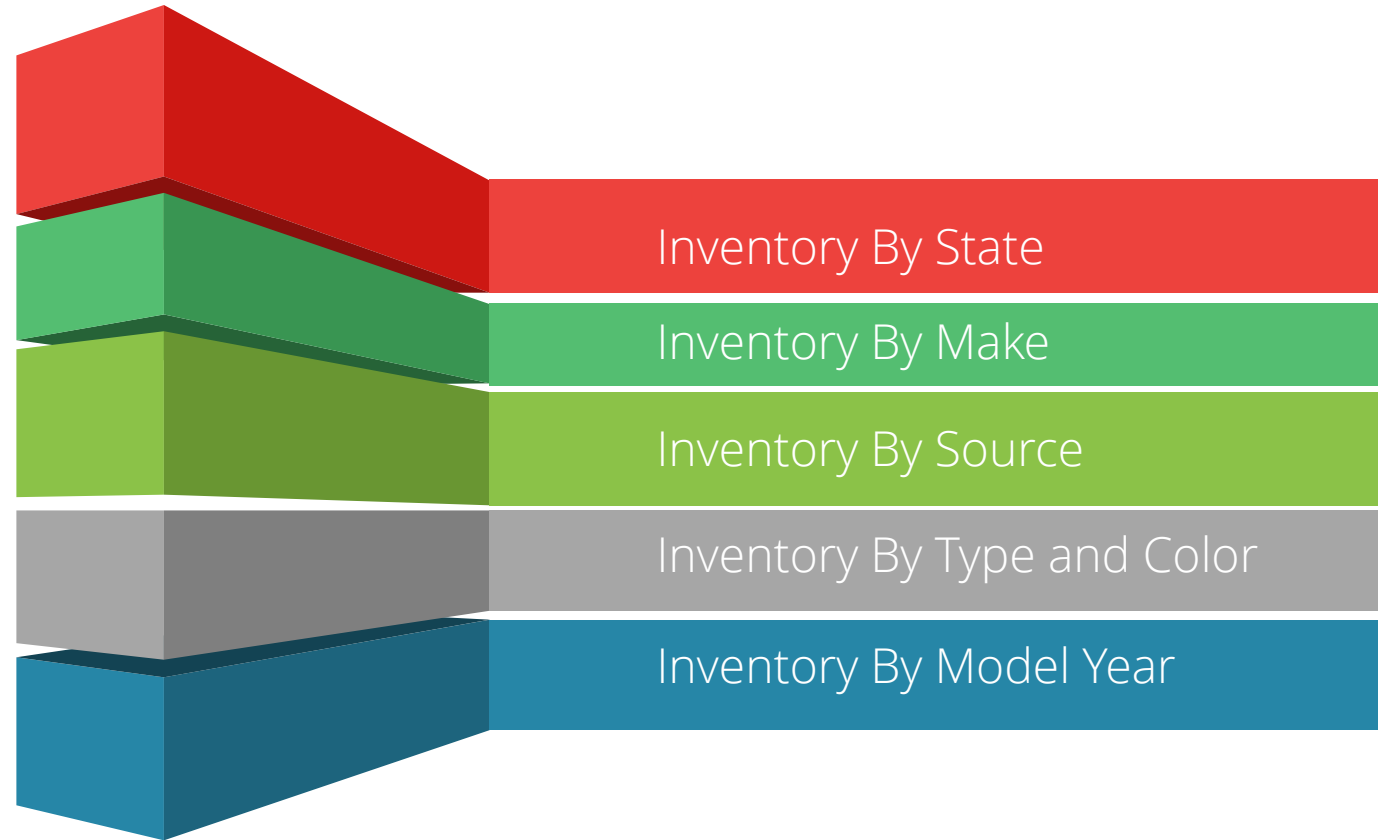 Inventory By State
Inventory By Make
Inventory By Source
Inventory By Type and Color
Inventory By Model Year